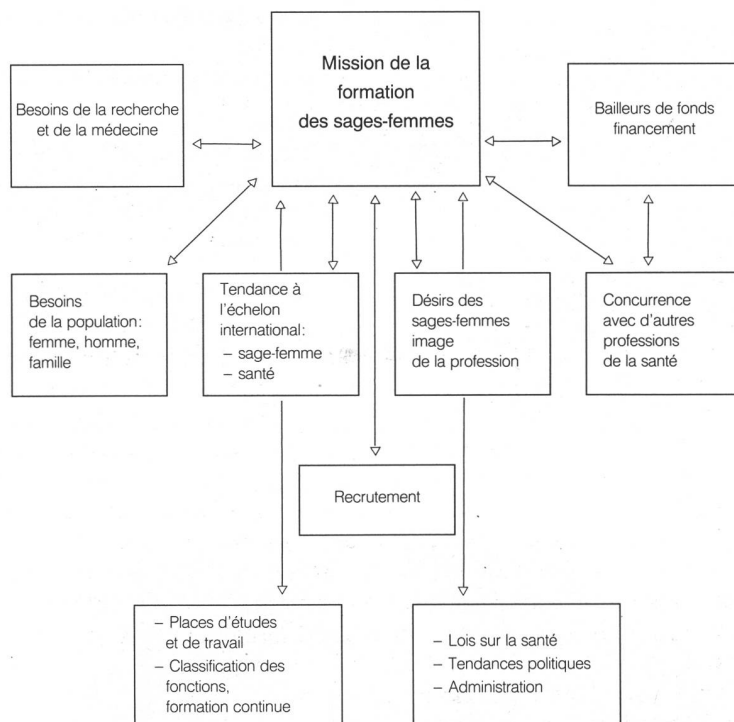 Mission de la
formation
des sages-femmes
Besoins de la recherche
et de la médecine
Bailleurs de fonds
financement
Besoins
de la population:
femme, homme,
famille
Tendance à
l'échelon
international:
– sage-femme
– santé
Désirs des
sages-femmes
image
de la profession
Concurrence
avec d'autres
professions
de la santé
Recrutement
– Places d'études
et de travail
– Classification des
fonctions,
formation continue
– Lois sur la santé
– Tendances politiques
– Administration